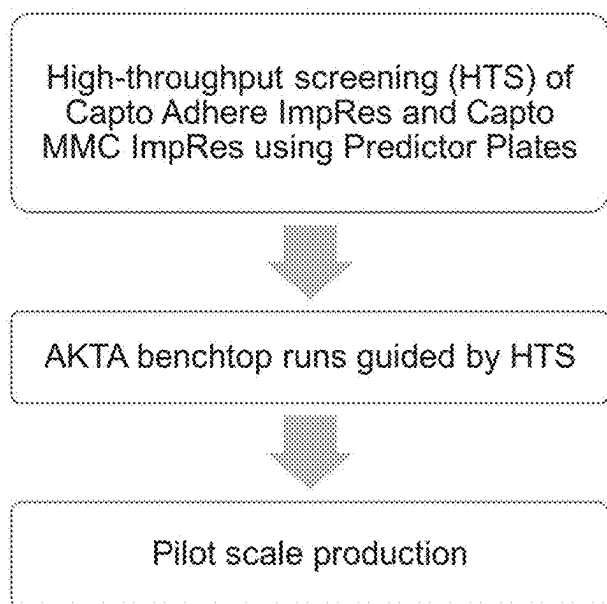 High-throughput screening (HTS) of
Capto Adhere ImpRes and Capto
MMC ImpRes using Predictor Plates
AKTA benchtop runs guided by HTS
Pilot scale production